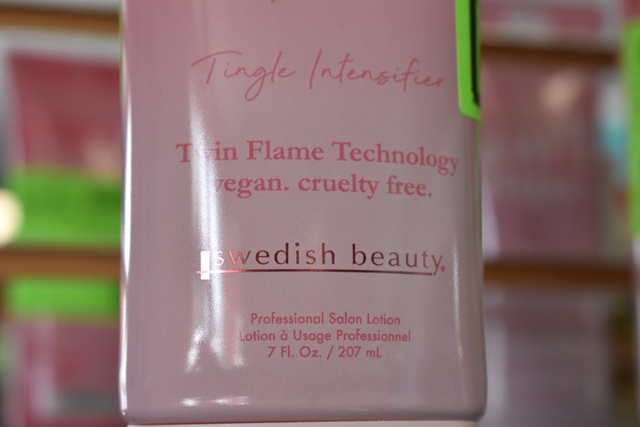 Tingle Intensifier
Twin Flame Technology
vegan. cruelty free.
swedish beauty®
Professional Salon Lotion
Lotion à Usage Professionnel
7 Fl. Oz. / 207 mL